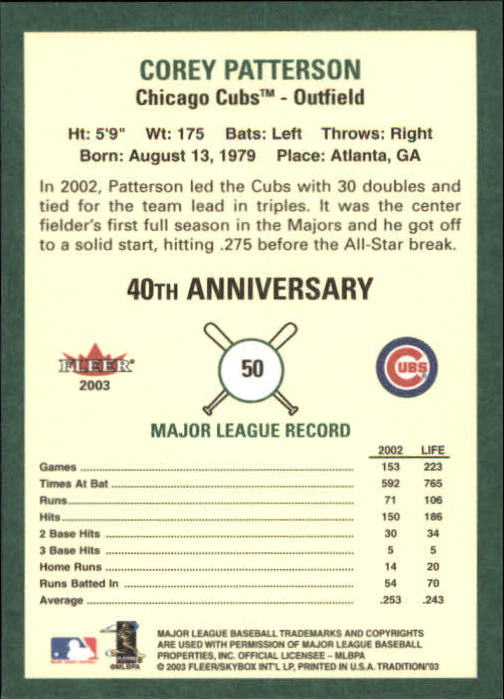 COREY PATTERSON
Chicago Cubs™ - Outfield
Ht: 5'9" Wt: 175 Bats: Left Throws: Right
Born: August 13, 1979 Place: Atlanta, GA
In 2002, Patterson led the Cubs with 30 doubles and
tied for the team lead in triples. It was the center
fielder's first full season in the Majors and he got off
to a solid start, hitting .275 before the All-Star break.
40TH ANNIVERSARY
FLEER®
2003
50
CUBS
MAJOR LEAGUE RECORD
2002 LIFE
Games 153 223
Times At Bat 592 765
Runs 71 106
Hits 150 186
2 Base Hits 30 34
3 Base Hits 5 5
Home Runs 14 20
Runs Batted In 54 70
Average .253 .243
©MLBPA
MAJOR LEAGUE BASEBALL TRADEMARKS AND COPYRIGHTS
ARE USED WITH PERMISSION OF MAJOR LEAGUE BASEBALL
PROPERTIES, INC. OFFICIAL LICENSEE – MLBPA
© 2003 FLEER/SKYBOX INT'L LP, PRINTED IN U.S.A. TRADITION/'03